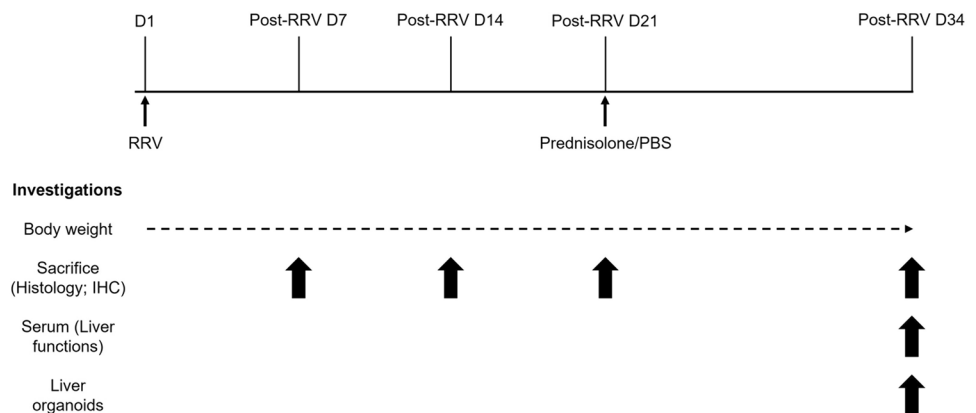 D1
Post-RRV D7
Post-RRV D14
Post-RRV D21
Post-RRV D34
RRV
Prednisolone/PBS
Investigations
Body weight
Sacrifice
(Histology; IHC)
Serum (Liver
functions)
Liver
organoids